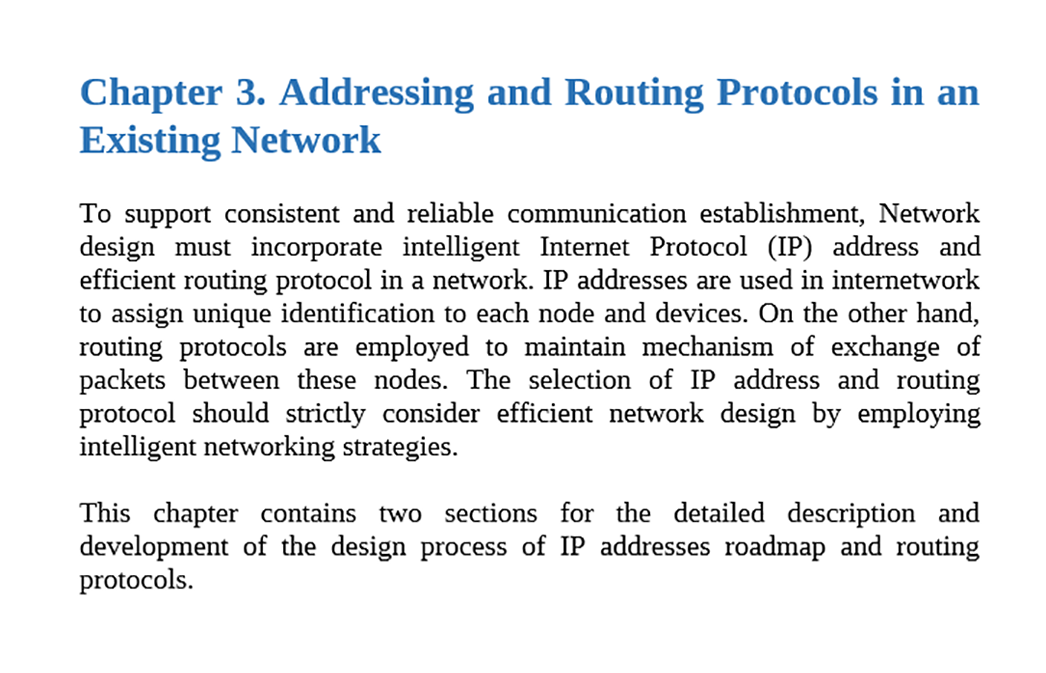 Chapter 3. Addressing and Routing Protocols in an
Existing Network
To support consistent and reliable communication establishment, Network
design must incorporate intelligent Internet Protocol (IP) address and
efficient routing protocol in a network. IP addresses are used in internetwork
to assign unique identification to each node and devices. On the other hand,
routing protocols are employed to maintain mechanism of exchange of
packets between these nodes. The selection of IP address and routing
protocol should strictly consider efficient network design by employing
intelligent networking strategies.
This chapter contains two sections for the detailed description and
development of the design process of IP addresses roadmap and routing
protocols.